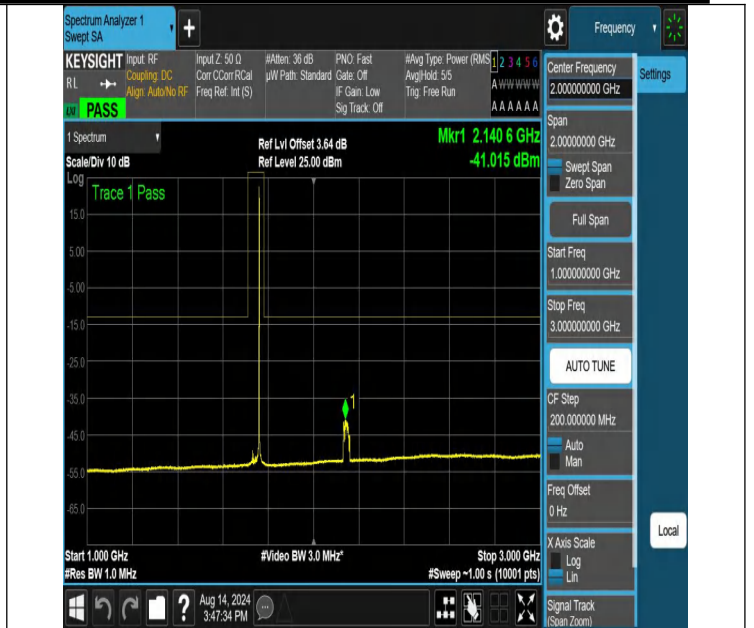 Spectrum Analyzer 1
Swept SA
+
Frequency
KEYSIGHT
RL
PASS
Input: RF
Coupling: DC
Align: Auto/No RF
Input Z: 50 Ω
Corr CCorr RCal
Freq Ref: Int (S)
#Atten: 36 dB
µW Path: Standard
PNO: Fast
Gate: Off
IF Gain: Low
Sig Track: Off
#Avg Type: Power (RMS
Avg|Hold: 5/5
Trig: Free Run
1 2 3 4 5 6
A W W W W W
A A A A A A
1 Spectrum
Scale/Div 10 dB
Ref Lvl Offset 3.64 dB
Ref Level 25.00 dBm
Mkr1 2.140 6 GHz
-41.015 dBm
Log
Trace 1 Pass
15.0
5.00
-5.00
-15.0
-25.0
-35.0
-45.0
-55.0
-65.0
1
Start 1.000 GHz
#Res BW 1.0 MHz
#Video BW 3.0 MHz*
Stop 3.000 GHz
#Sweep ~1.00 s (10001 pts)
?
Aug 14, 2024
3:47:34 PM
Center Frequency
2.000000000 GHz
Span
2.00000000 GHz
Swept Span
Zero Span
Full Span
Start Freq
1.000000000 GHz
Stop Freq
3.000000000 GHz
AUTO TUNE
CF Step
200.000000 MHz
Auto
Man
Freq Offset
0 Hz
X Axis Scale
Log
Lin
Signal Track
(Span Zoom)
Settings
Local